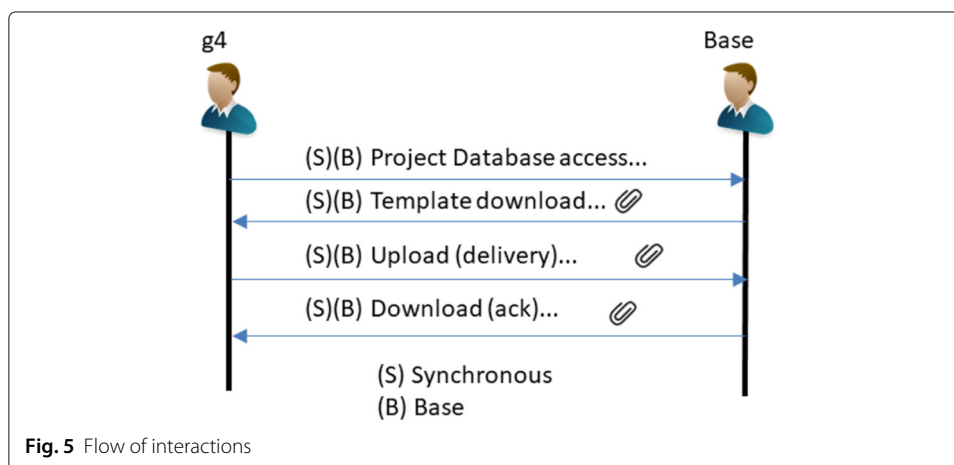 g4 Base
(S)(B) Project Database access...
(S)(B) Template download...
(S)(B) Upload (delivery)...
(S)(B) Download (ack)...
(S) Synchronous
(B) Base
Fig. 5 Flow of interactions